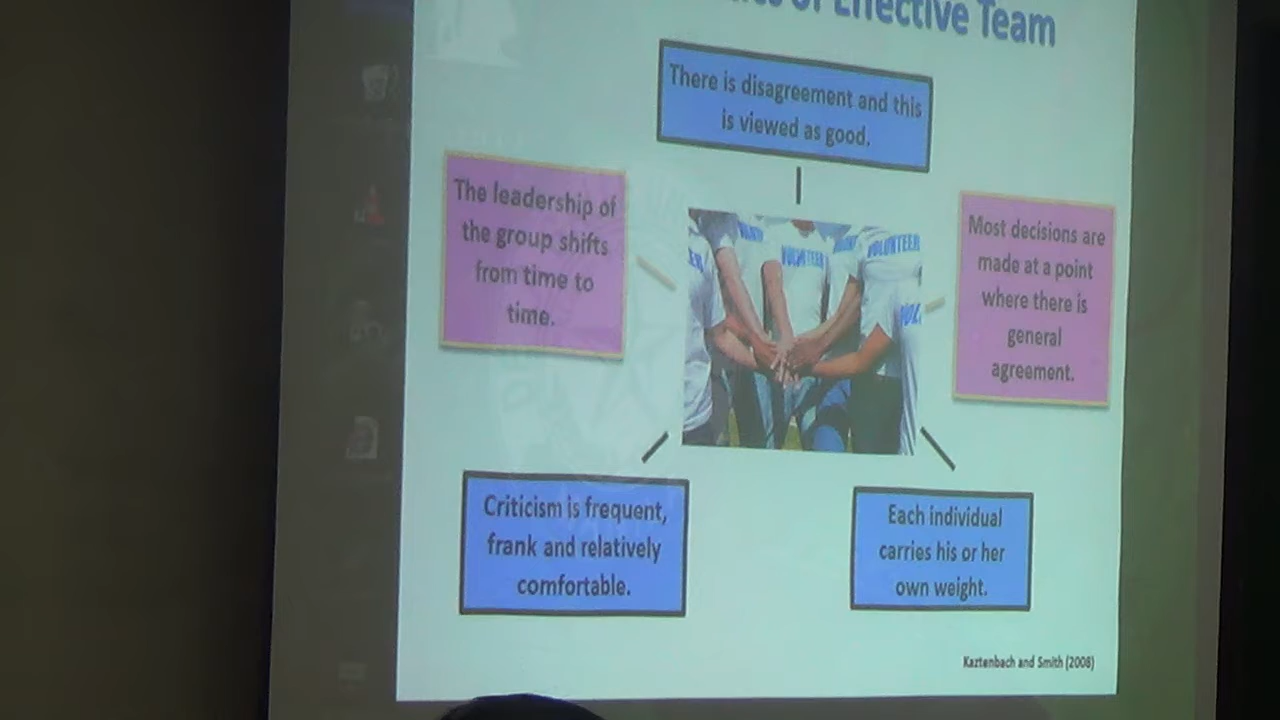 of Effective Team
There is disagreement and this
is viewed as good.
The leadership of
the group shifts
from time to
time.
Most decisions are
made at a point
where there is
general
agreement.
VOLUNTEER
VOLUNTEER
Criticism is frequent,
frank and relatively
comfortable.
Each individual
carries his or her
own weight.
Kaztenbach and Smith (2008)